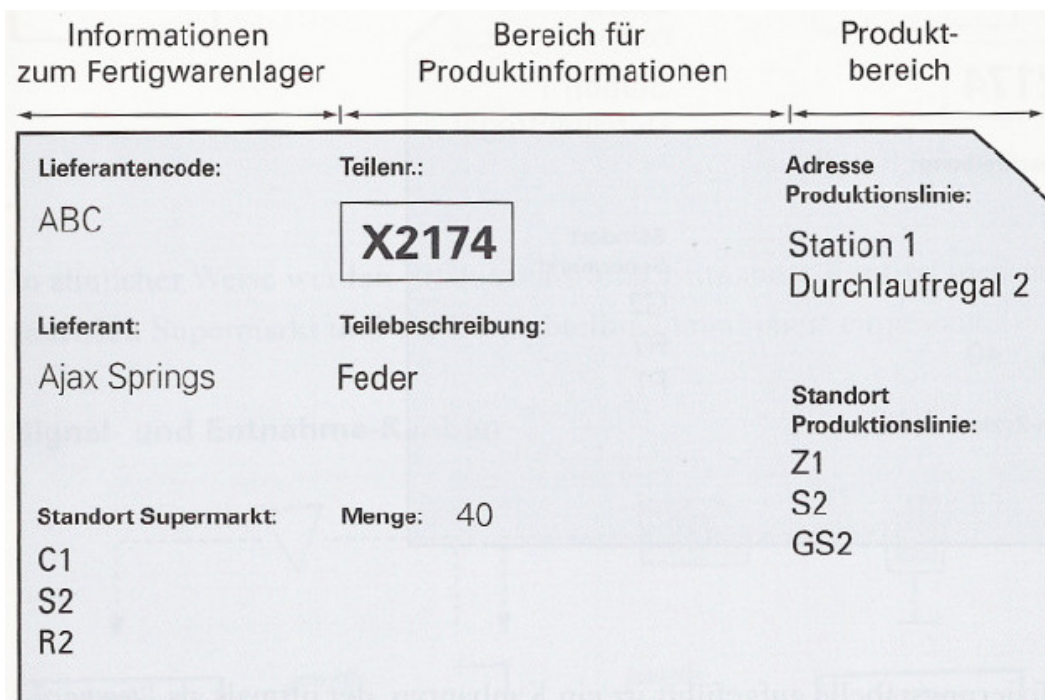 Informationen
zum Fertigwarenlager
Bereich für
Produktinformationen
Produkt-
bereich
Lieferantencode:
ABC
Teilenr.:
X2174
Adresse
Produktionslinie:
Station 1
Durchlaufregal 2
Lieferant:
Ajax Springs
Teilebeschreibung:
Feder
Standort
Produktionslinie:
Z1
S2
GS2
Standort Supermarkt:
C1
S2
R2
Menge: 40